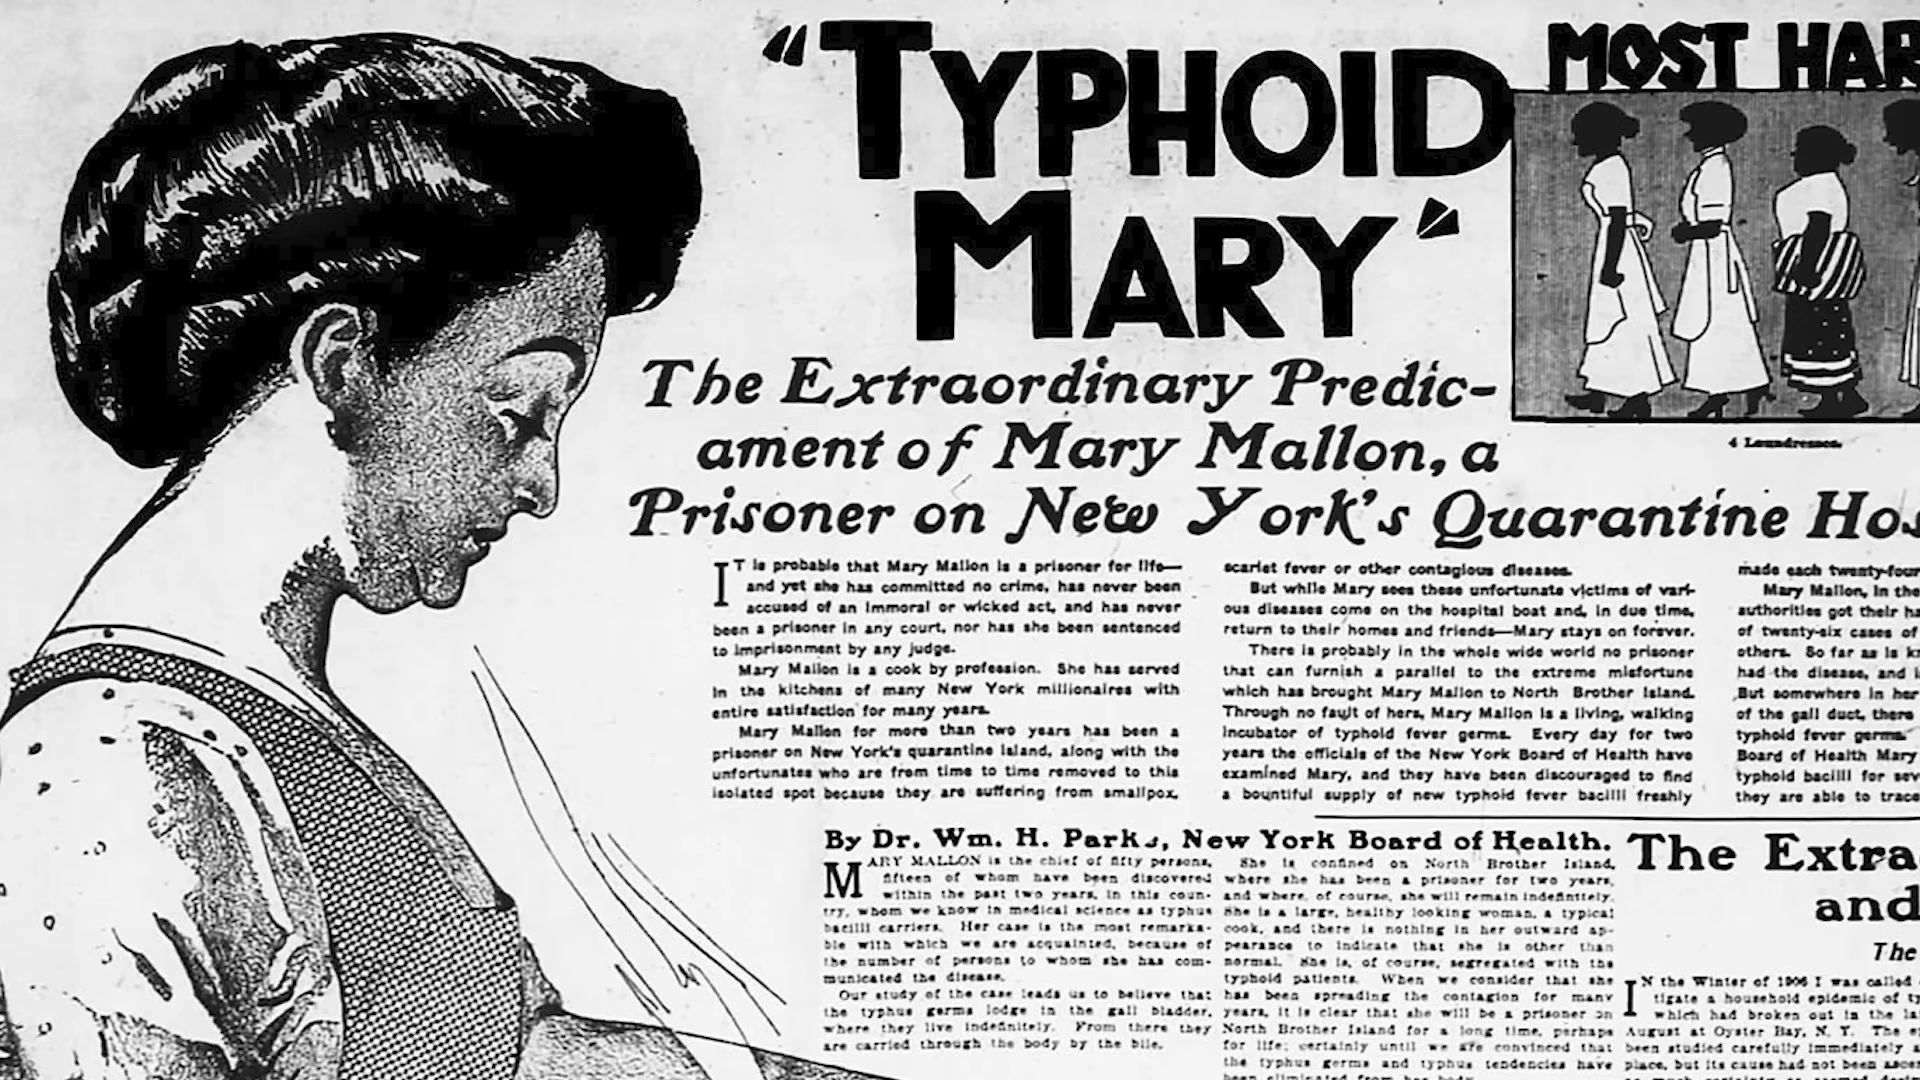 "TYPHOID
MARY"
MOST HAR
4 Laundresses.
The Extraordinary Predic-
ament of Mary Mallon, a
Prisoner on New York's Quarantine Hos
IT is probable that Mary Mallon is a prisoner for life—
and yet she has committed no crime, has never been
accused of an immoral or wicked act, and has never
been a prisoner in any court, nor has she been sentenced
to imprisonment by any judge.
Mary Mallon is a cook by profession. She has served
in the kitchens of many New York millionaires with
entire satisfaction for many years.
Mary Mallon for more than two years has been a
prisoner on New York's quarantine island, along with the
unfortunates who are from time to time removed to this
isolated spot because they are suffering from smallpox,
scarlet fever or other contagious diseases.
But while Mary sees these unfortunate victims of vari-
ous diseases come on the hospital boat and, in due time,
return to their homes and friends—Mary stays on forever.
There is probably in the whole wide world no prisoner
that can furnish a parallel to the extreme misfortune
which has brought Mary Mallon to North Brother Island.
Through no fault of hers, Mary Mallon is a living, walking
incubator of typhoid fever germs. Every day for two
years the officials of the New York Board of Health have
examined Mary, and they have been discouraged to find
a bountiful supply of new typhoid fever bacilli freshly
made each twenty-four
Mary Mallon, in the
authorities got their ha
of twenty-six cases of
others. So far as is kn
had the disease, and i
But somewhere in her
of the gall duct, there
typhoid fever germs.
Board of Health Mary
typhoid bacilli for sev
they are able to trace
By Dr. Wm. H. Park, New York Board of Health.
MARY MALLON is the chief of fifty persons,
fifteen of whom have been discovered
within the past two years, in this coun-
try, whom we know in medical science as typhus
bacilli carriers. Her case is the most remarka-
ble with which we are acquainted, because of
the number of persons to whom she has com-
municated the disease.
Our study of the case leads us to believe that
the typhus germs lodge in the gall bladder,
where they live indefinitely. From there they
are carried through the body by the bile.
She is confined on North Brother Island,
where she has been a prisoner for two years,
and where, of course, she will remain indefinitely.
She is a large, healthy looking woman, a typical
cook, and there is nothing in her outward ap-
pearance to indicate that she is other than
normal. She is, of course, segregated with the
typhoid patients. When we consider that she
has been spreading the contagion for many
years, it is clear that she will be a prisoner on
North Brother Island for a long time, perhaps
for life; certainly until we are convinced that
the typhus germs and typhus tendencies have
been eliminated from her body.
The Extra
and
The
IN the Winter of 1906 I was called
tigate a household epidemic of ty
which had broken out in the la
August at Oyster Bay, N. Y. The e
been studied carefully immediately a
place, but its cause had not been asce